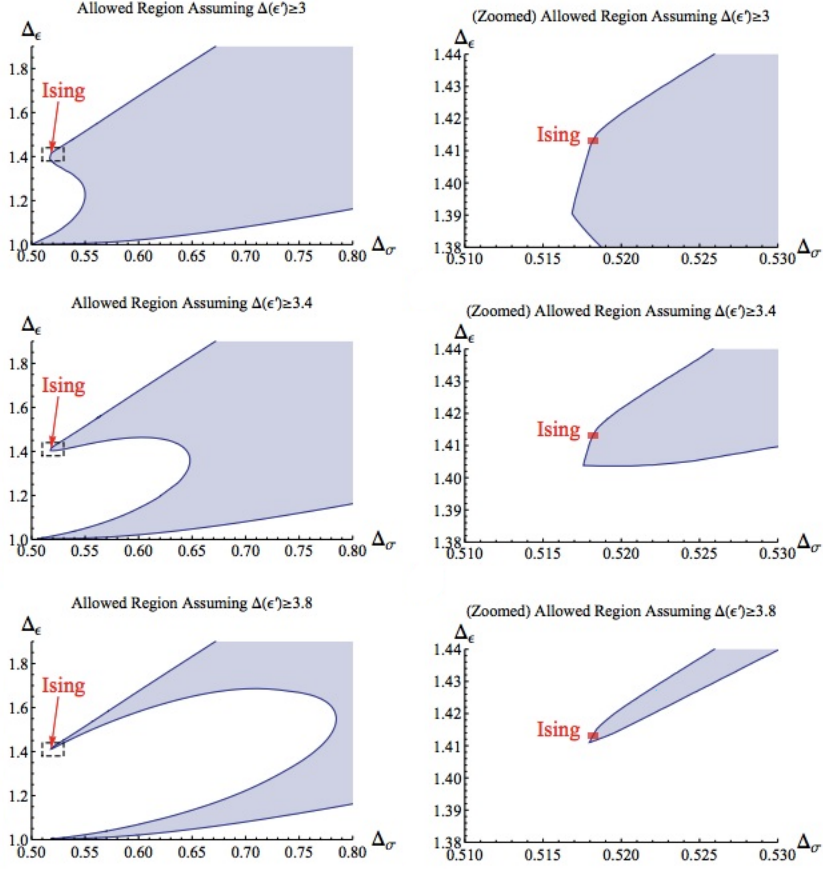 Allowed Region Assuming Δ(ϵ')≥3
Δϵ
1.8
1.6
1.4
1.2
1.0
Ising
0.50 0.55 0.60 0.65 0.70 0.75 0.80 Δσ
(Zoomed) Allowed Region Assuming Δ(ϵ')≥3
Δϵ
1.44
1.43
1.42
1.41
1.40
1.39
1.38
Ising
0.510 0.515 0.520 0.525 0.530 Δσ
Allowed Region Assuming Δ(ϵ')≥3.4
Δϵ
1.8
1.6
1.4
1.2
1.0
Ising
0.50 0.55 0.60 0.65 0.70 0.75 0.80 Δσ
(Zoomed) Allowed Region Assuming Δ(ϵ')≥3.4
Δϵ
1.44
1.43
1.42
1.41
1.40
1.39
1.38
Ising
0.510 0.515 0.520 0.525 0.530 Δσ
Allowed Region Assuming Δ(ϵ')≥3.8
Δϵ
1.8
1.6
1.4
1.2
1.0
Ising
0.50 0.55 0.60 0.65 0.70 0.75 0.80 Δσ
(Zoomed) Allowed Region Assuming Δ(ϵ')≥3.8
Δϵ
1.44
1.43
1.42
1.41
1.40
1.39
1.38
Ising
0.510 0.515 0.520 0.525 0.530 Δσ